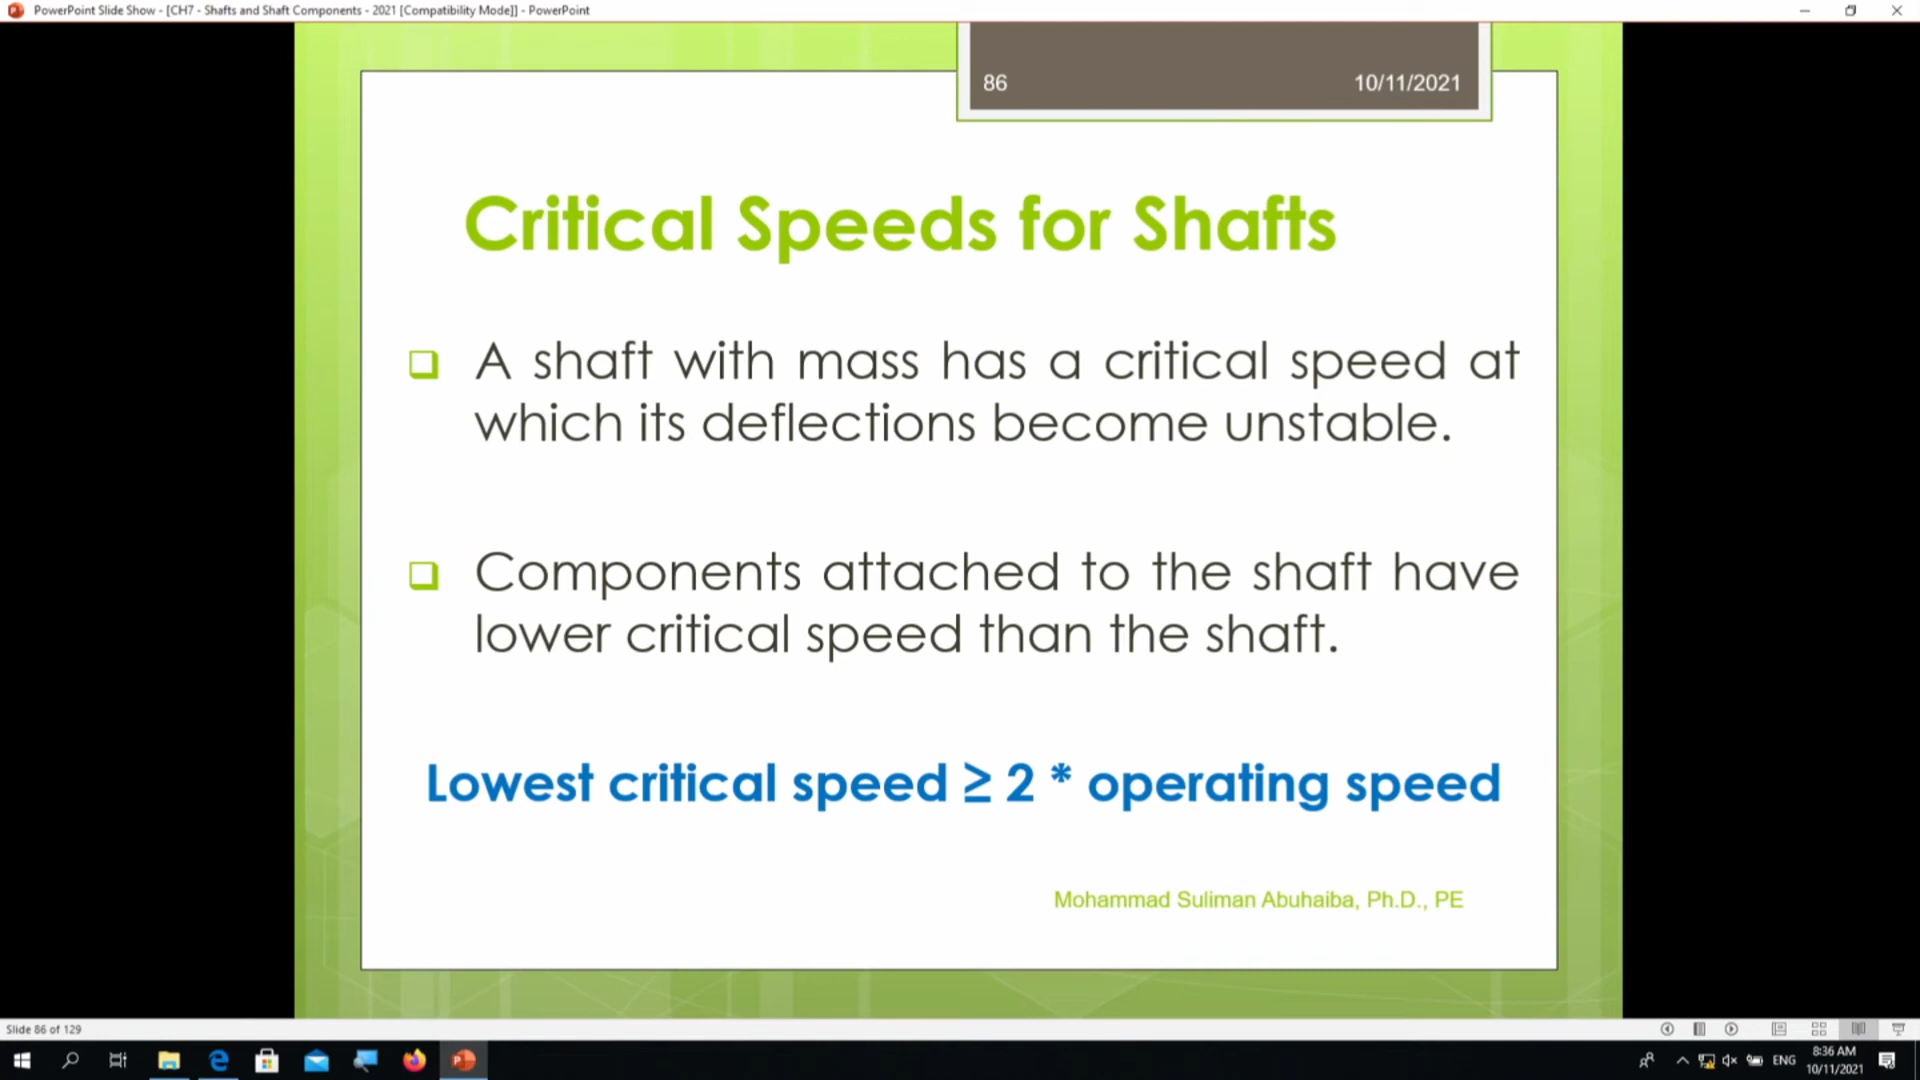 PowerPoint Slide Show - [CH7 - Shafts and Shaft Components - 2021 [Compatibility Mode]] - PowerPoint
86 10/11/2021
Critical Speeds for Shafts
A shaft with mass has a critical speed at
which its deflections become unstable.
Components attached to the shaft have
lower critical speed than the shaft.
Lowest critical speed ≥ 2 * operating speed
Mohammad Suliman Abuhaiba, Ph.D., PE
Slide 86 of 129
ENG
8:36 AM
10/11/2021